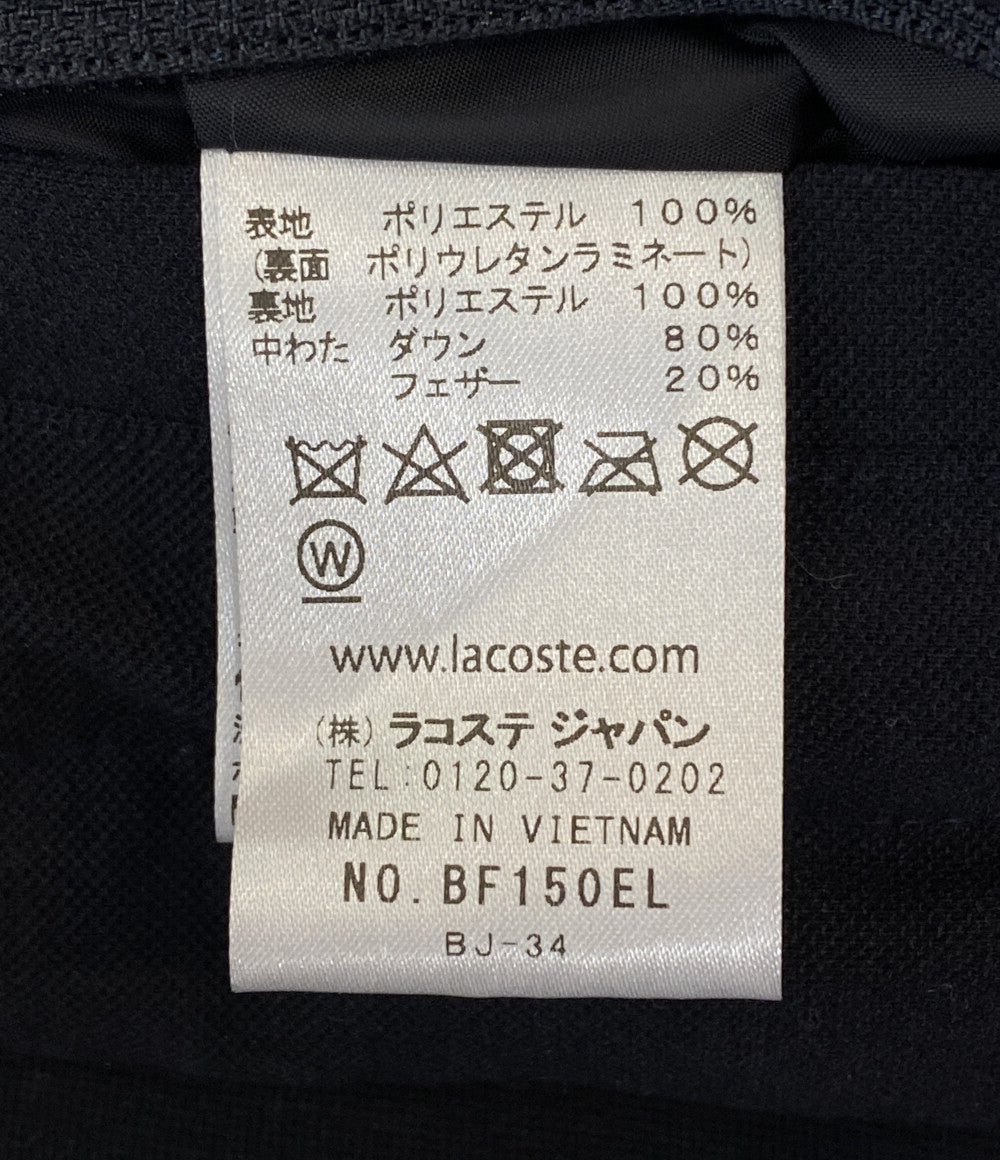 表地 ポリエステル 100%
(裏面 ポリウレタンラミネート)
裏地 ポリエステル 100%
中わた ダウン 80%
フェザー 20%
W
www.lacoste.com
(株) ラコステ ジャパン
TEL:0120-37-0202
MADE IN VIETNAM
NO. BF150EL
BJ-34